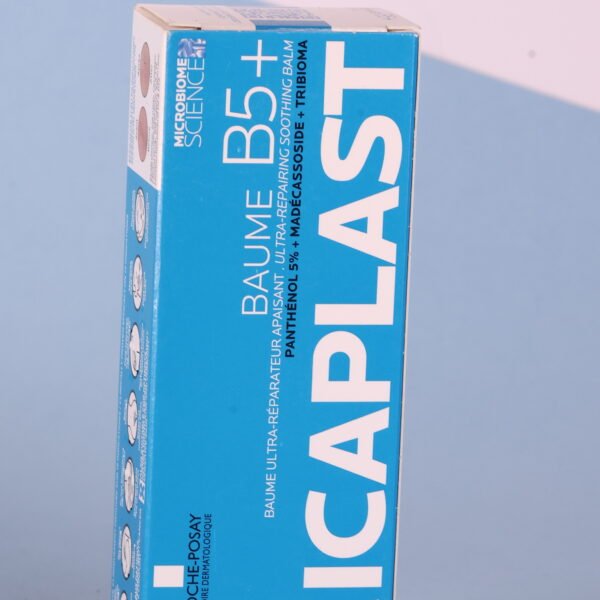 MICROBIOME
SCIENCE
BAUME B5+
BAUME ULTRA-RÉPARATEUR APAISANT . ULTRA-REPAIRING SOOTHING BALM
PANTHÉNOL 5% + MADÉCASSOSIDE + TRIBIOMA
ICAPLAST
OCHE-POSAY
OIRE DERMATOLOGIQUE